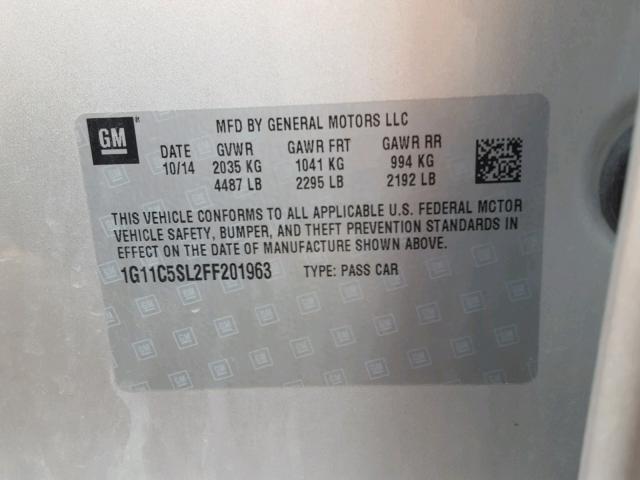 GM
MFD BY GENERAL MOTORS LLC
DATE GVWR GAWR FRT GAWR RR
10/14 2035 KG 1041 KG 994 KG
4487 LB 2295 LB 2192 LB
THIS VEHICLE CONFORMS TO ALL APPLICABLE U.S. FEDERAL MOTOR
VEHICLE SAFETY, BUMPER, AND THEFT PREVENTION STANDARDS IN
EFFECT ON THE DATE OF MANUFACTURE SHOWN ABOVE.
1G11C5SL2FF201963 TYPE: PASS CAR